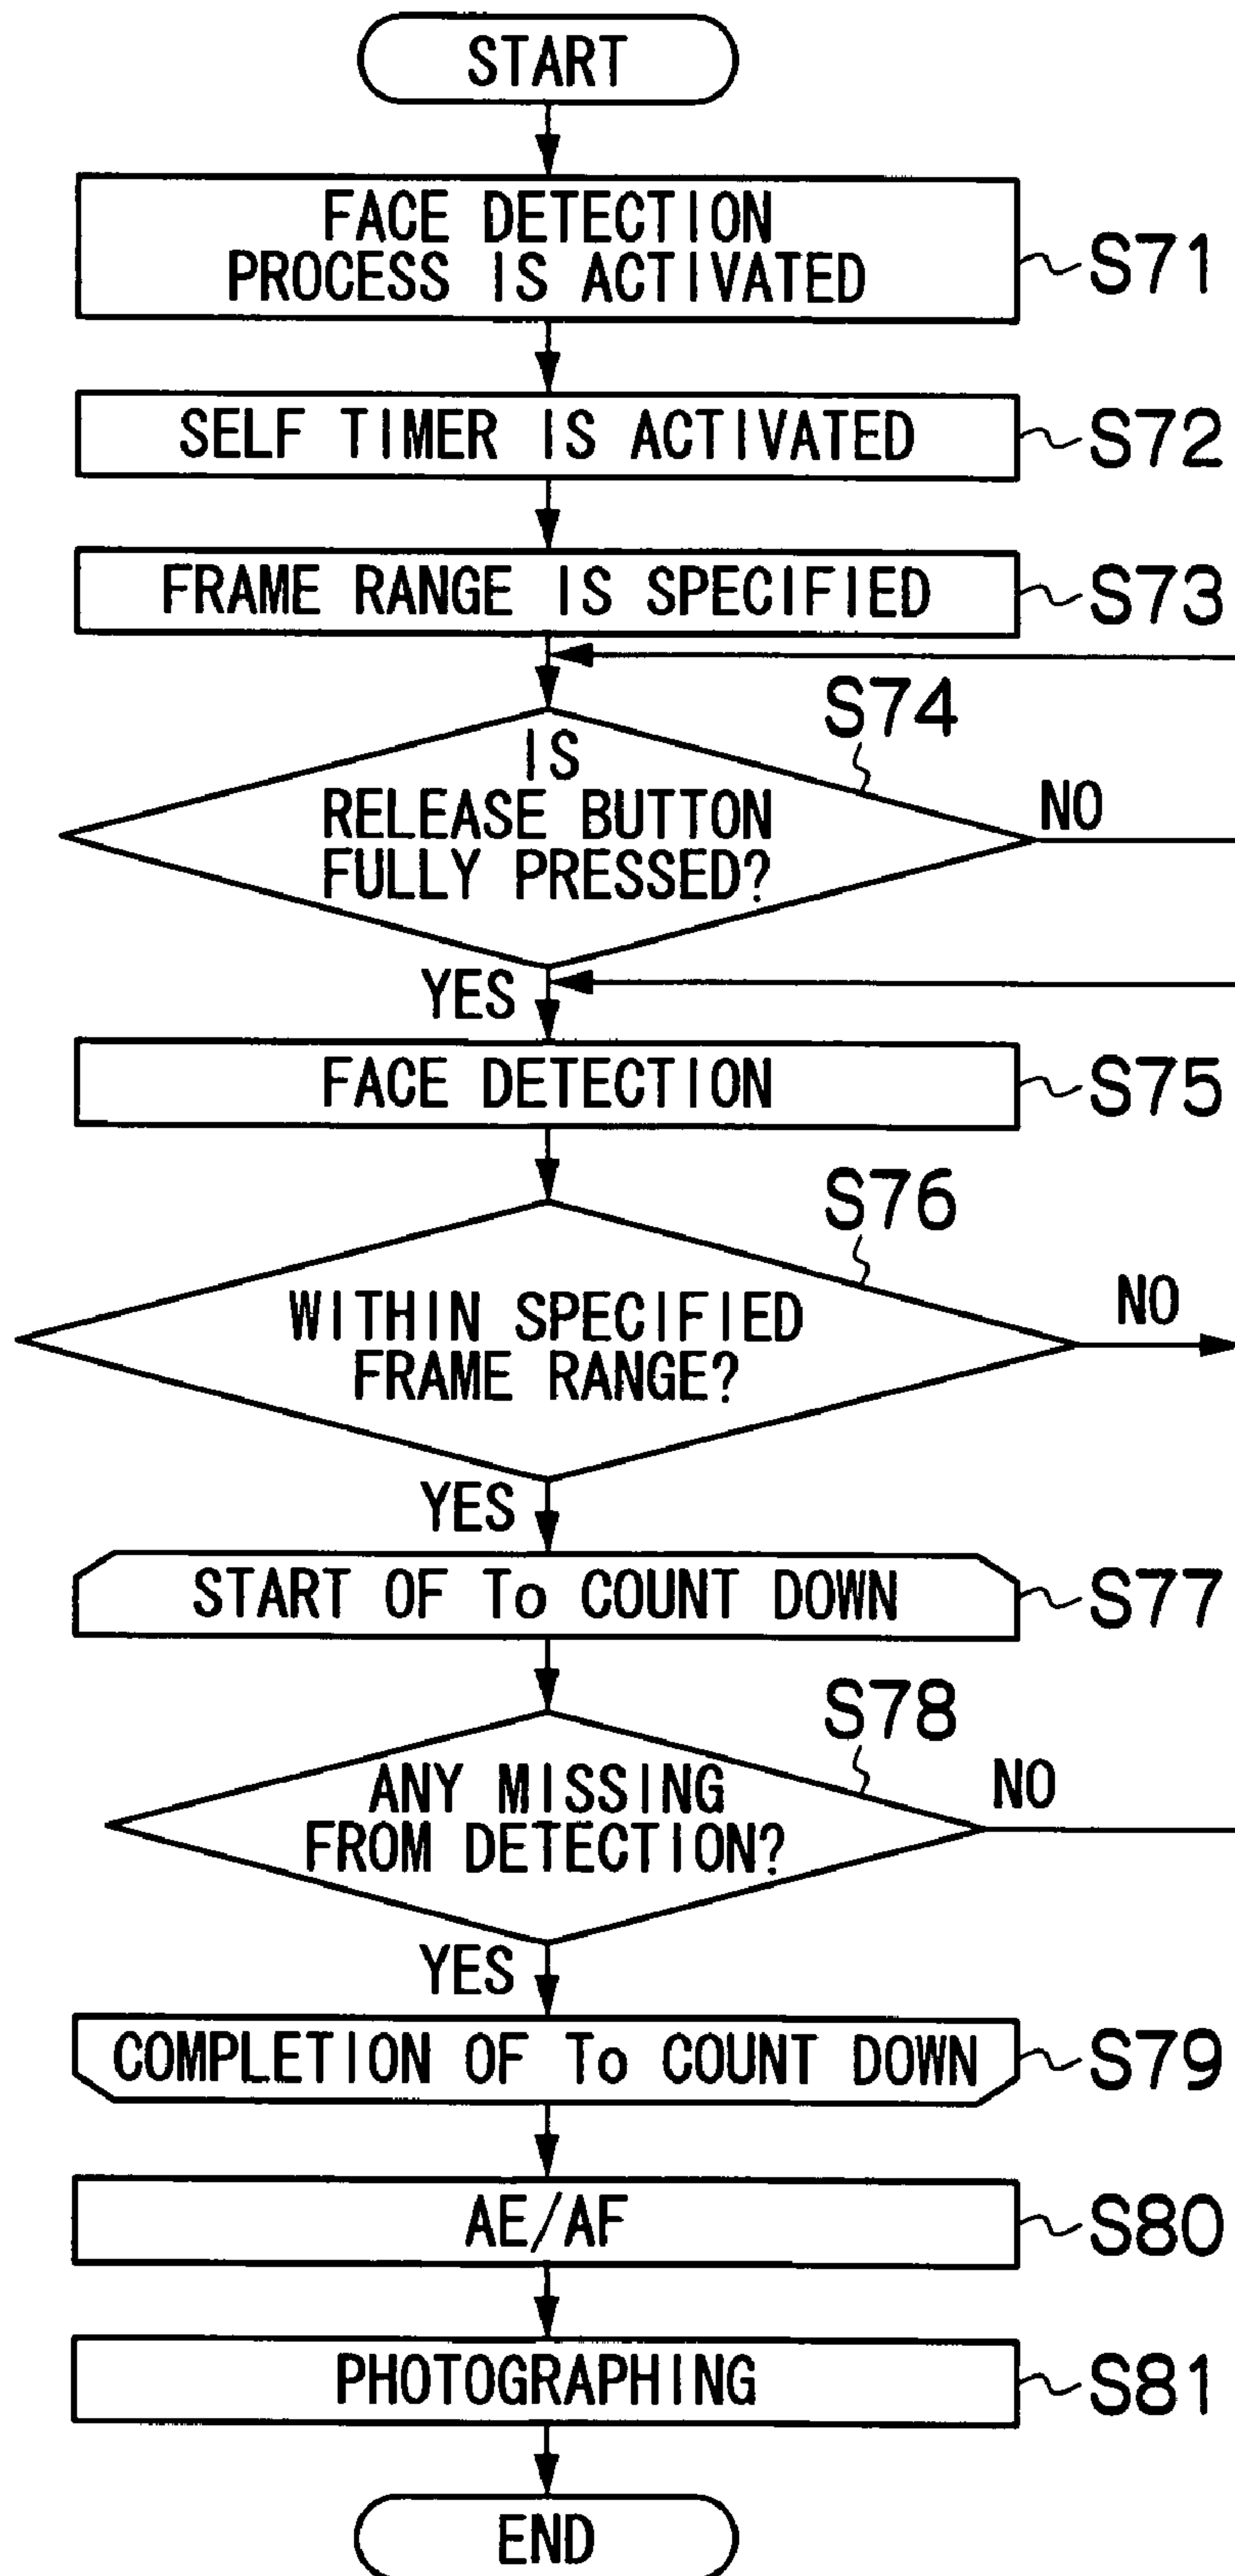 START
FACE DETECTION
PROCESS IS ACTIVATED
S71
SELF TIMER IS ACTIVATED
S72
FRAME RANGE IS SPECIFIED
S73
S74
IS
RELEASE BUTTON
FULLY PRESSED?
NO
YES
FACE DETECTION
S75
S76
WITHIN SPECIFIED
FRAME RANGE?
NO
YES
START OF To COUNT DOWN
S77
S78
ANY MISSING
FROM DETECTION?
NO
YES
COMPLETION OF To COUNT DOWN
S79
AE/AF
S80
PHOTOGRAPHING
S81
END